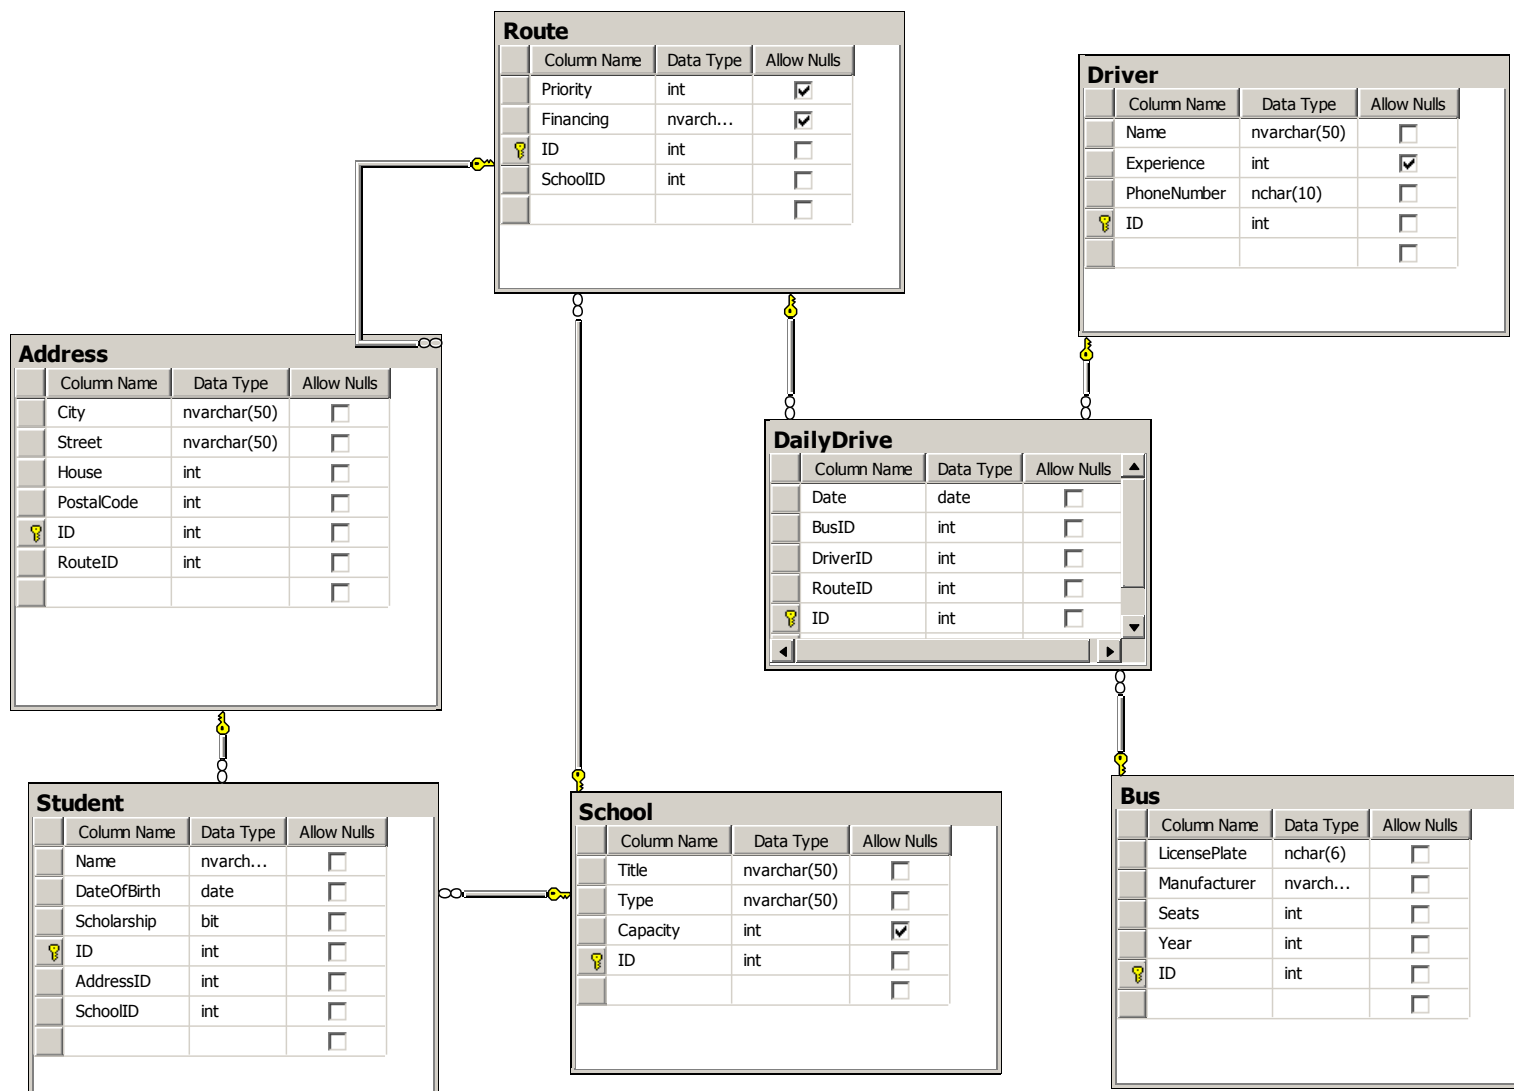 Route
Column Name Data Type Allow Nulls
Priority int
Financing nvarch...
ID int
SchoolID int
Driver
Column Name Data Type Allow Nulls
Name nvarchar(50)
Experience int
PhoneNumber nchar(10)
ID int
Address
Column Name Data Type Allow Nulls
City nvarchar(50)
Street nvarchar(50)
House int
PostalCode int
ID int
RouteID int
DailyDrive
Column Name Data Type Allow Nulls
Date date
BusID int
DriverID int
RouteID int
ID int
Student
Column Name Data Type Allow Nulls
Name nvarch...
DateOfBirth date
Scholarship bit
ID int
AddressID int
SchoolID int
School
Column Name Data Type Allow Nulls
Title nvarchar(50)
Type nvarchar(50)
Capacity int
ID int
Bus
Column Name Data Type Allow Nulls
LicensePlate nchar(6)
Manufacturer nvarch...
Seats int
Year int
ID int